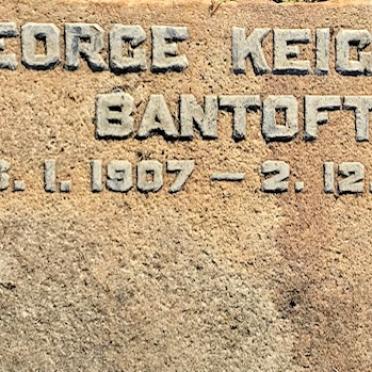 EORGE KEIG
BANTOFT
. 1. 1907 – 2. 12.